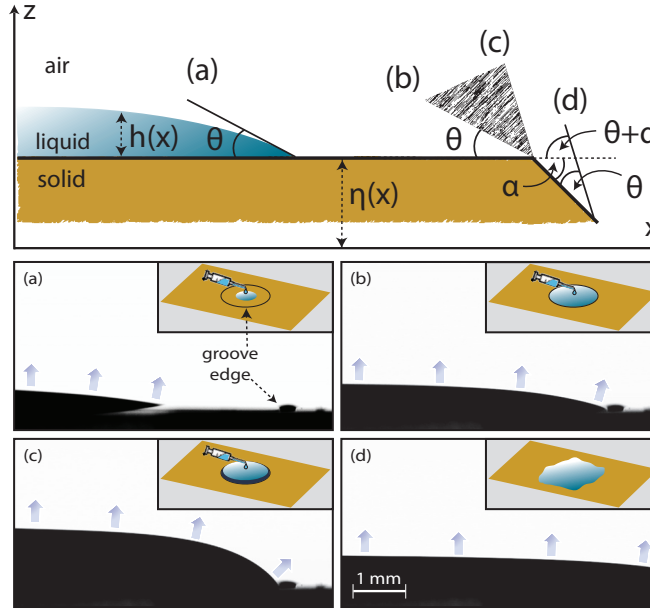 z
(c)
(a)
air
(b)
(d)
θ
h(x)
θ
θ+α
liquid
solid
α
θ
η(x)
x
(a)
(b)
groove
edge
(c)
(d)
1 mm